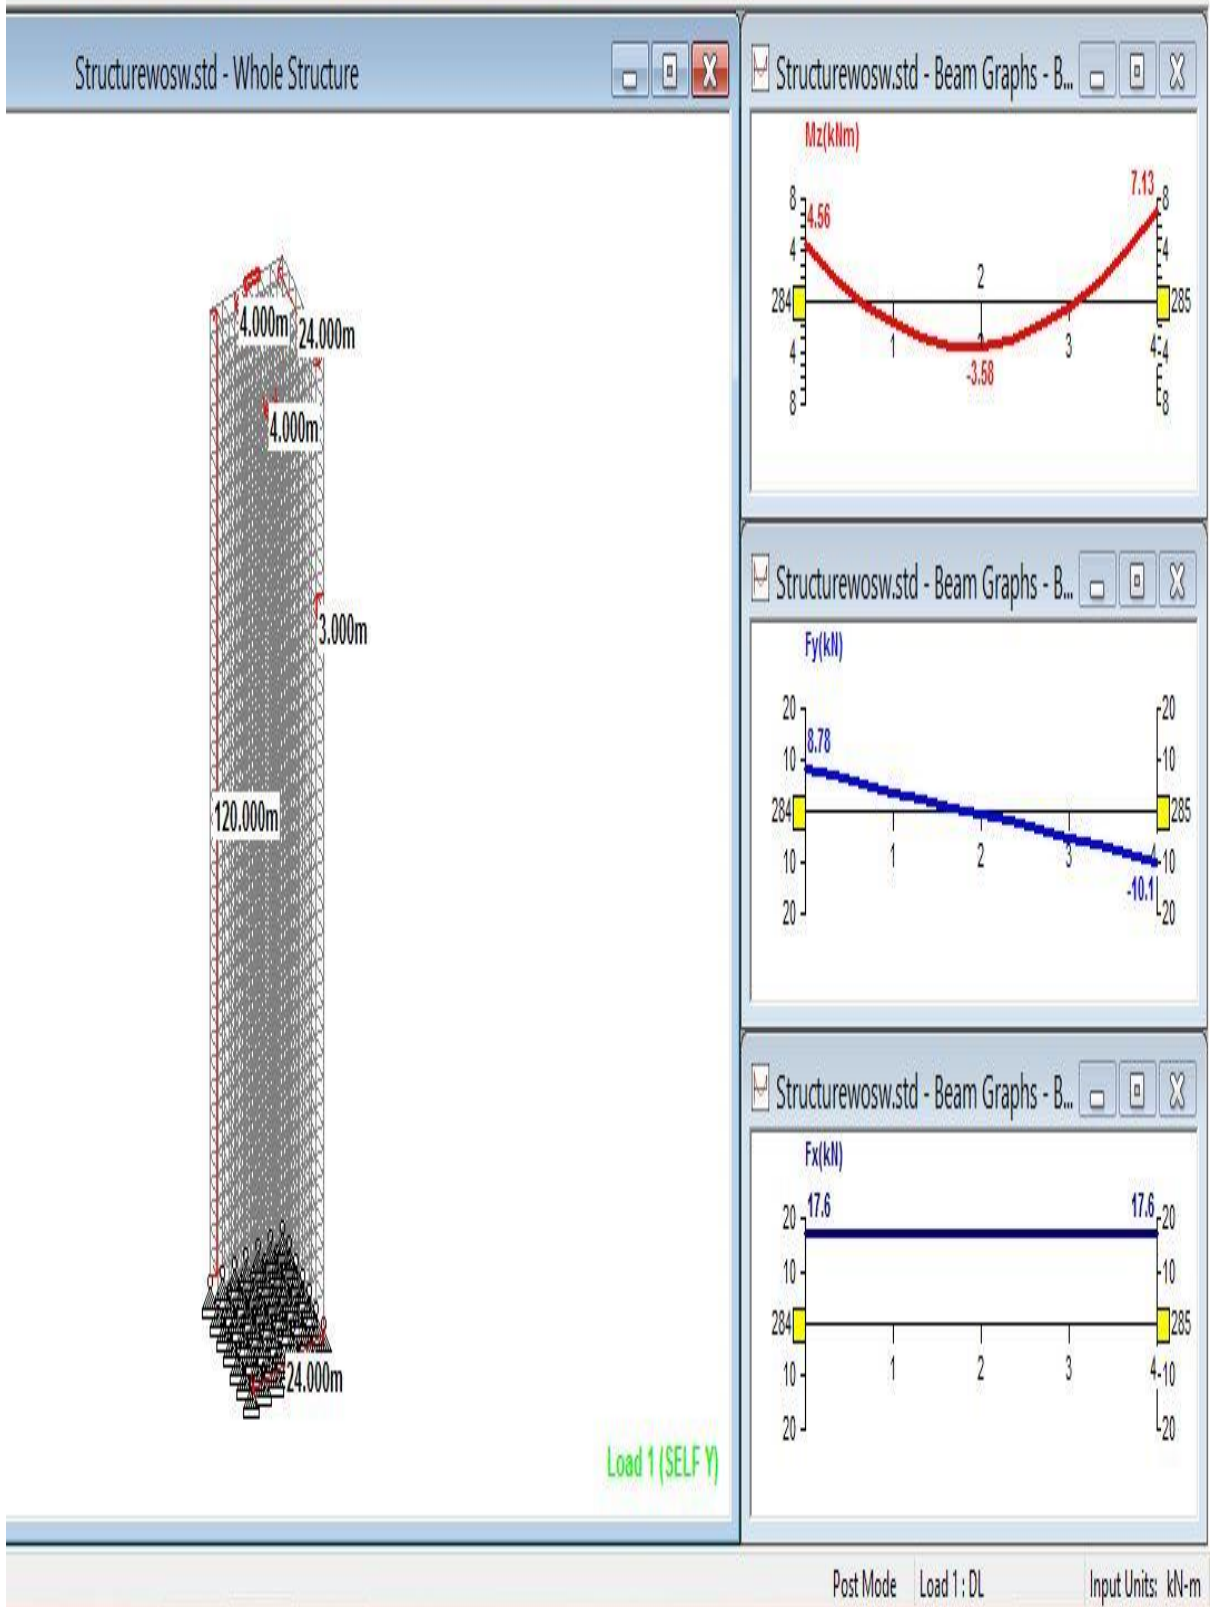 Structurewosw.std - Whole Structure
4.000m
24.000m
4.000m
3.000m
120.000m
24.000m
Load 1 (SELF Y)
Structurewosw.std - Beam Graphs - B...
Mz(kNm)
8
4.56
7.13
8
4
4
284
2
285
4
1
3
4
4
-3.58
8
8
Structurewosw.std - Beam Graphs - B...
Fy(kN)
20
20
10
8.78
10
284
285
10
1
2
3
4
10
-10.1
20
20
Structurewosw.std - Beam Graphs - B...
Fx(kN)
20
17.6
17.6
20
10
10
284
285
10
1
2
3
4
10
20
20
Post Mode
Load 1 : DL
Input Units: kN-m